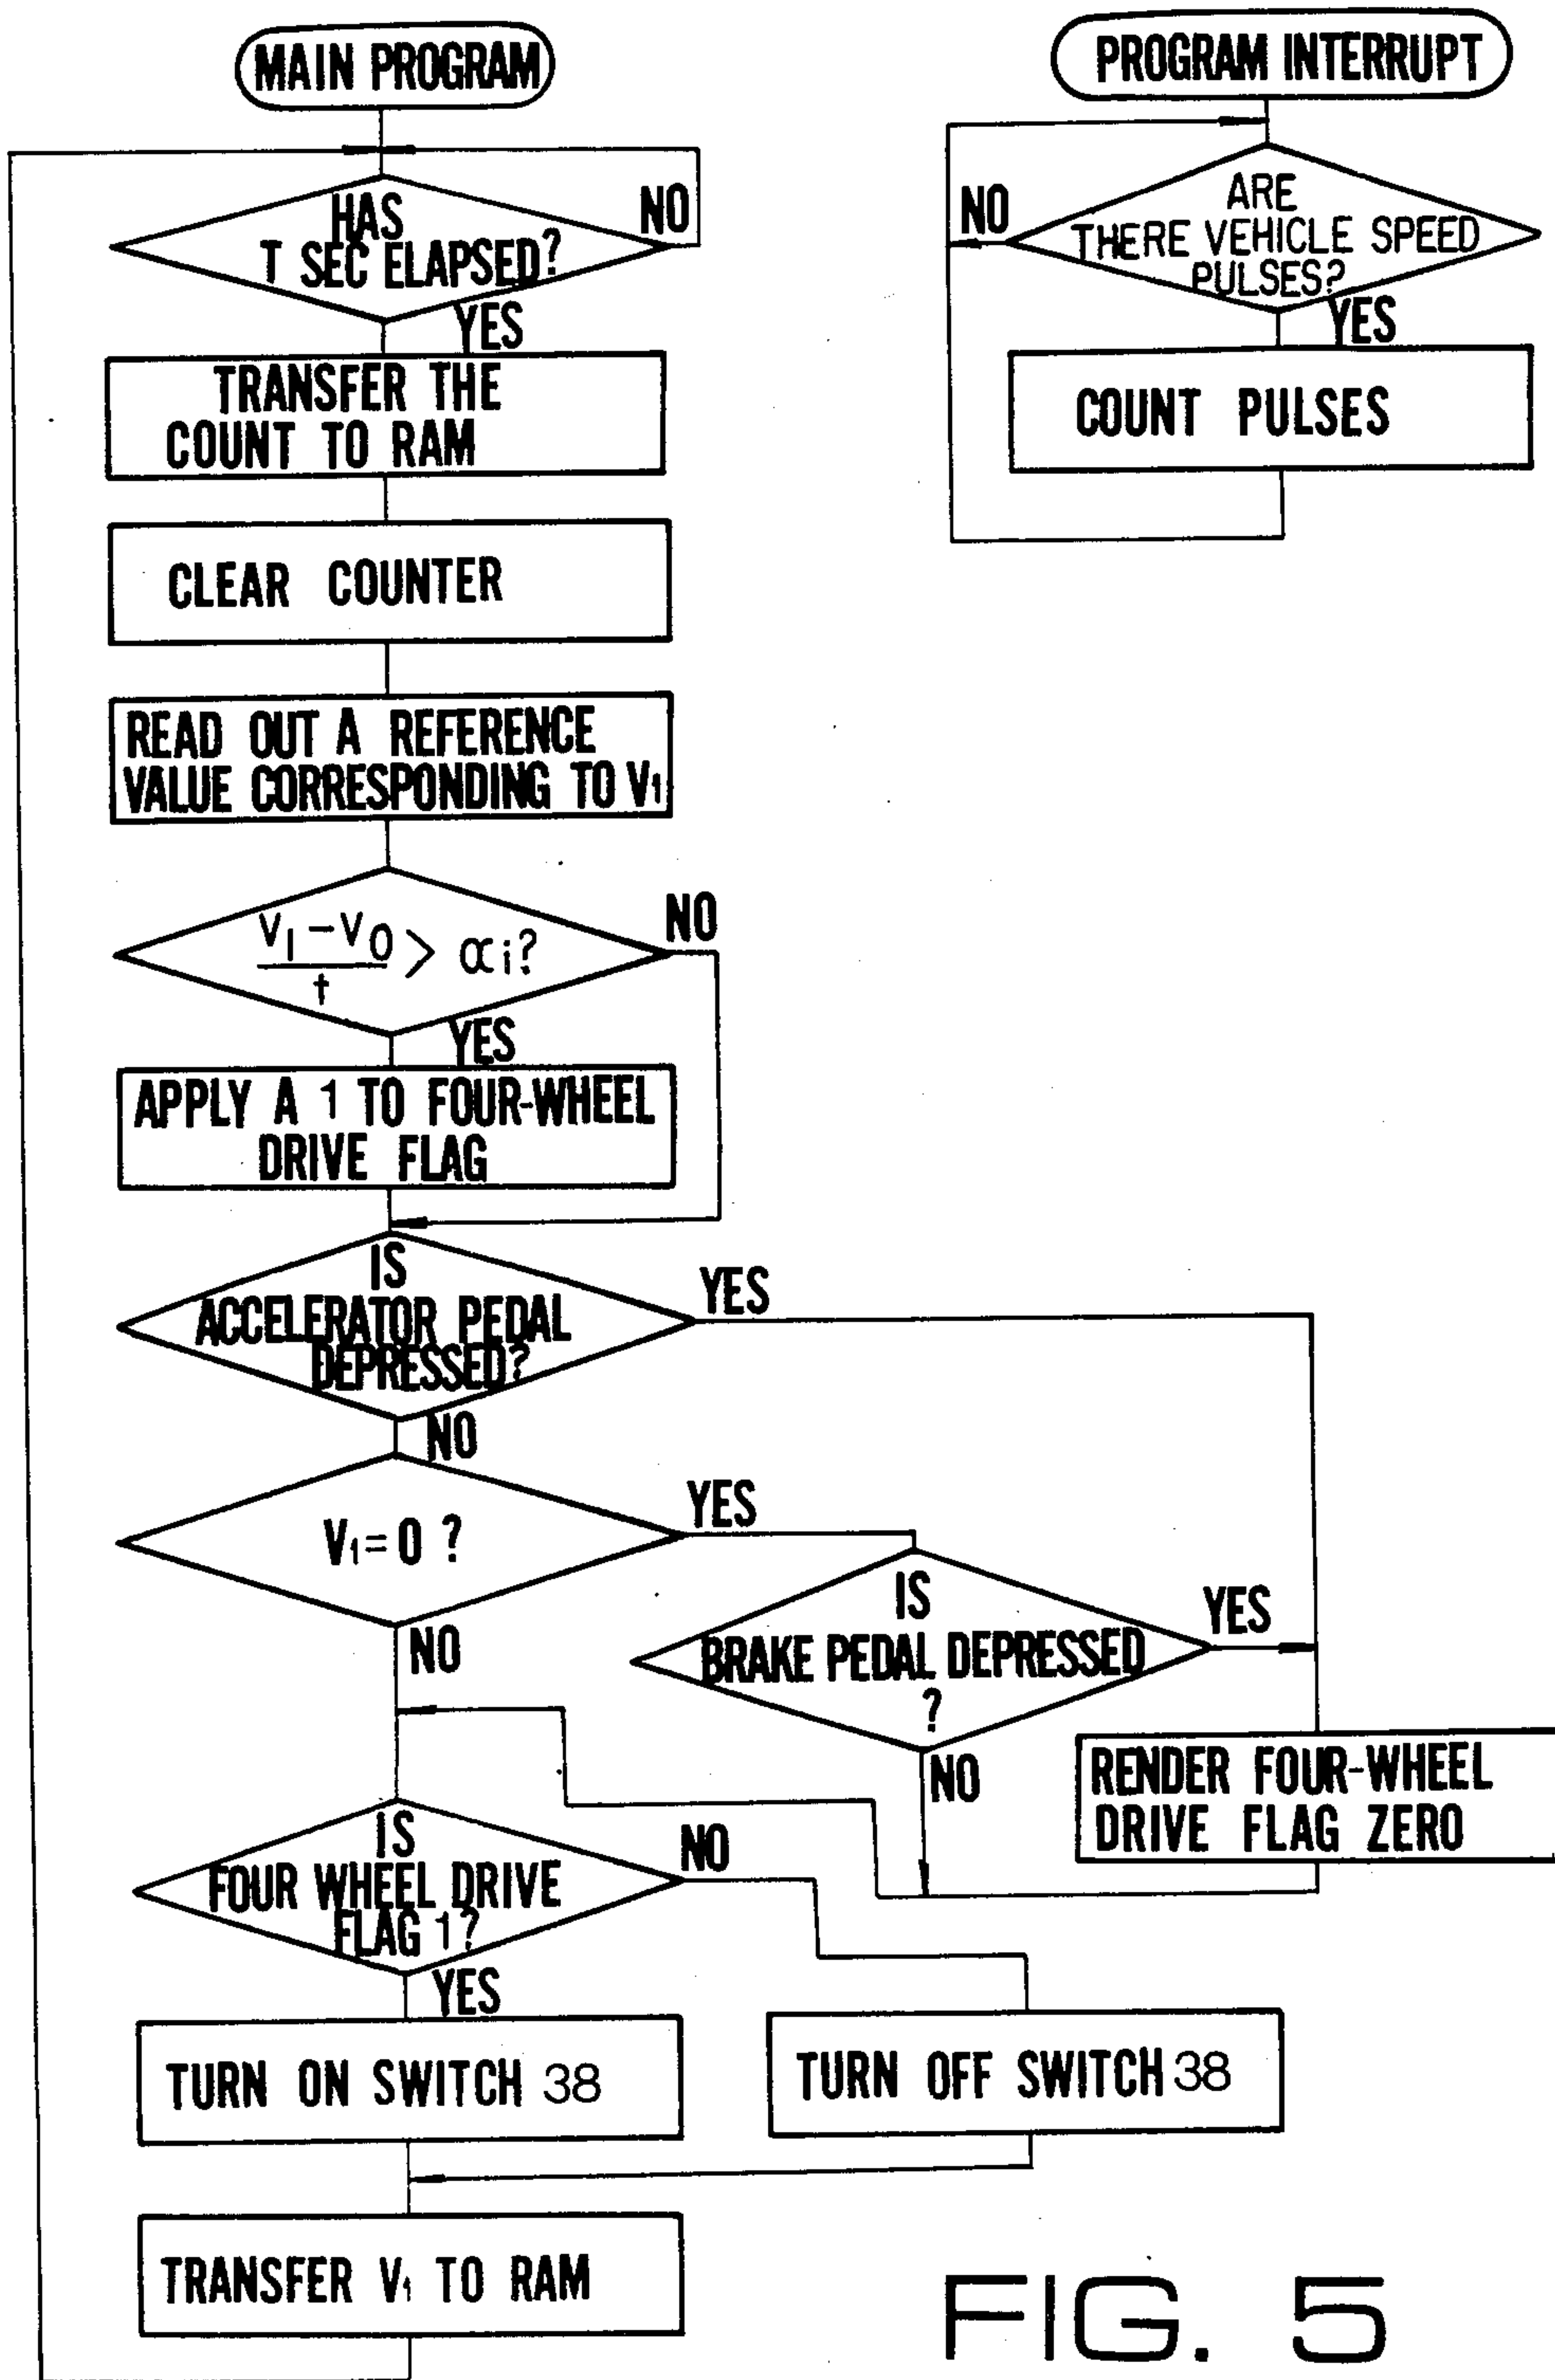 MAIN PROGRAM
HAS
T SEC ELAPSED?
NO
YES
TRANSFER THE
COUNT TO RAM
CLEAR COUNTER
READ OUT A REFERENCE
VALUE CORRESPONDING TO V1
V1 - V0
t
> αi?
NO
YES
APPLY A 1 TO FOUR-WHEEL
DRIVE FLAG
IS
ACCELERATOR PEDAL
DEPRESSED?
YES
NO
V1 = 0 ?
YES
NO
IS
BRAKE PEDAL DEPRESSED
?
YES
NO
RENDER FOUR-WHEEL
DRIVE FLAG ZERO
IS
FOUR WHEEL DRIVE
FLAG 1?
NO
YES
TURN ON SWITCH 38
TURN OFF SWITCH 38
TRANSFER V1 TO RAM
PROGRAM INTERRUPT
ARE
THERE VEHICLE SPEED
PULSES?
NO
YES
COUNT PULSES
FIG. 5